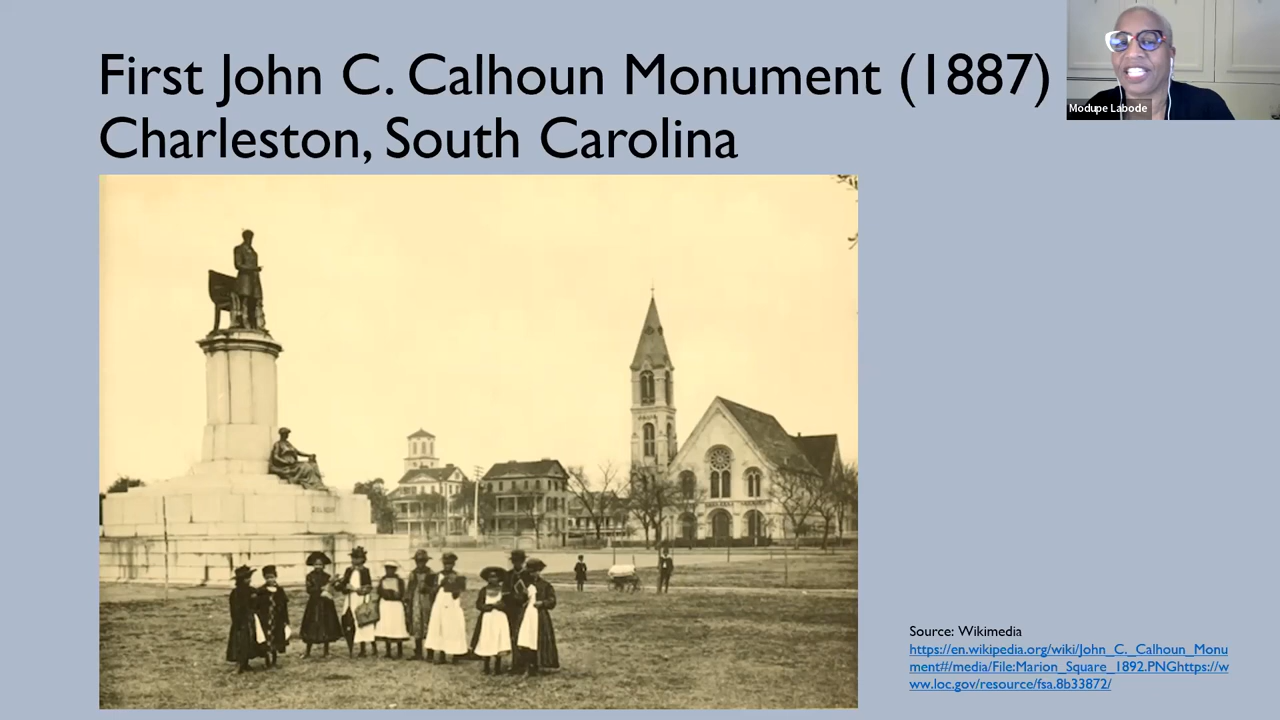 First John C. Calhoun Monument (1887)
Charleston, South Carolina
Modupe Labode
Source: Wikimedia
https://en.wikipedia.org/wiki/John_C._Calhoun_Monu
ment#/media/File:Marion_Square_1892.PNGhttps://w
ww.loc.gov/resource/fsa.8b33872/